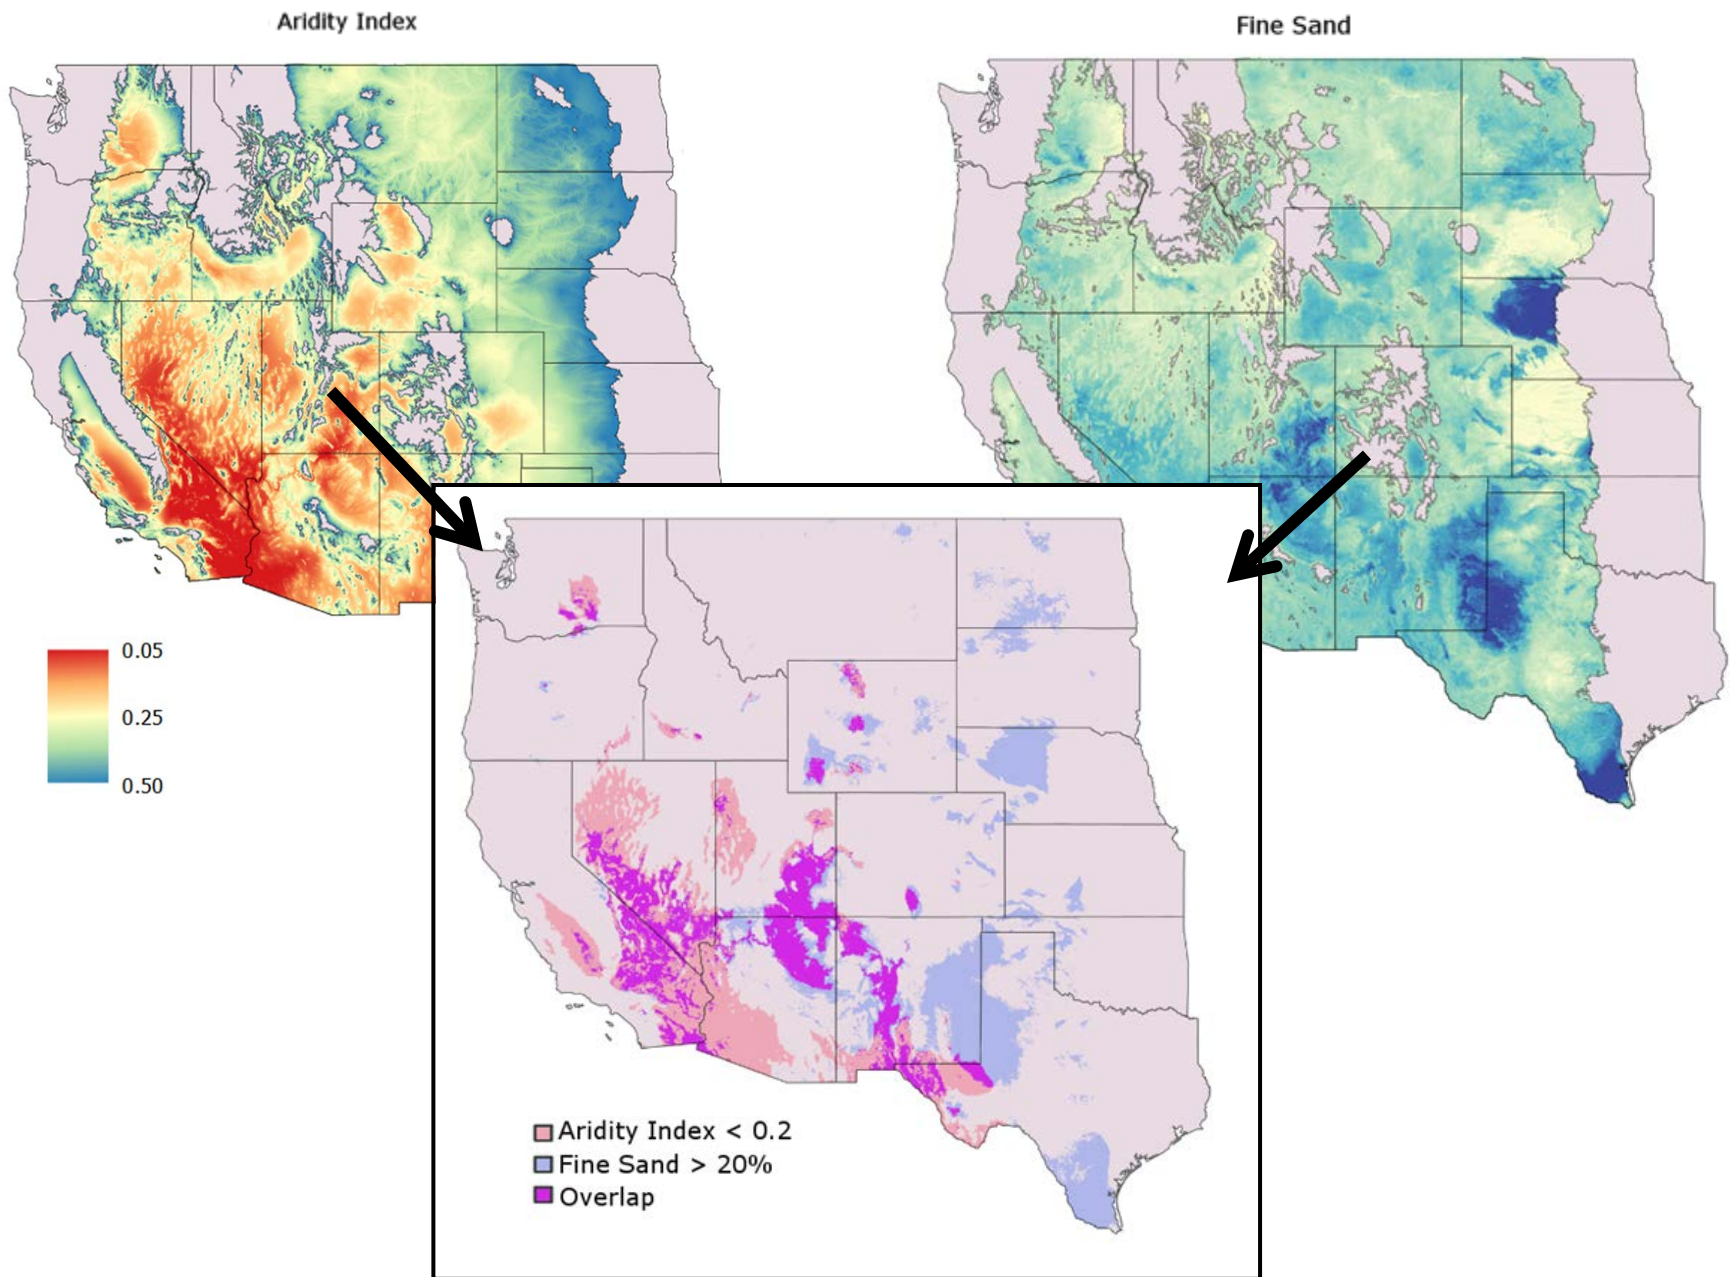 Aridity Index
Fine Sand
0.05
0.25
0.50
Aridity Index < 0.2
Fine Sand > 20%
Overlap